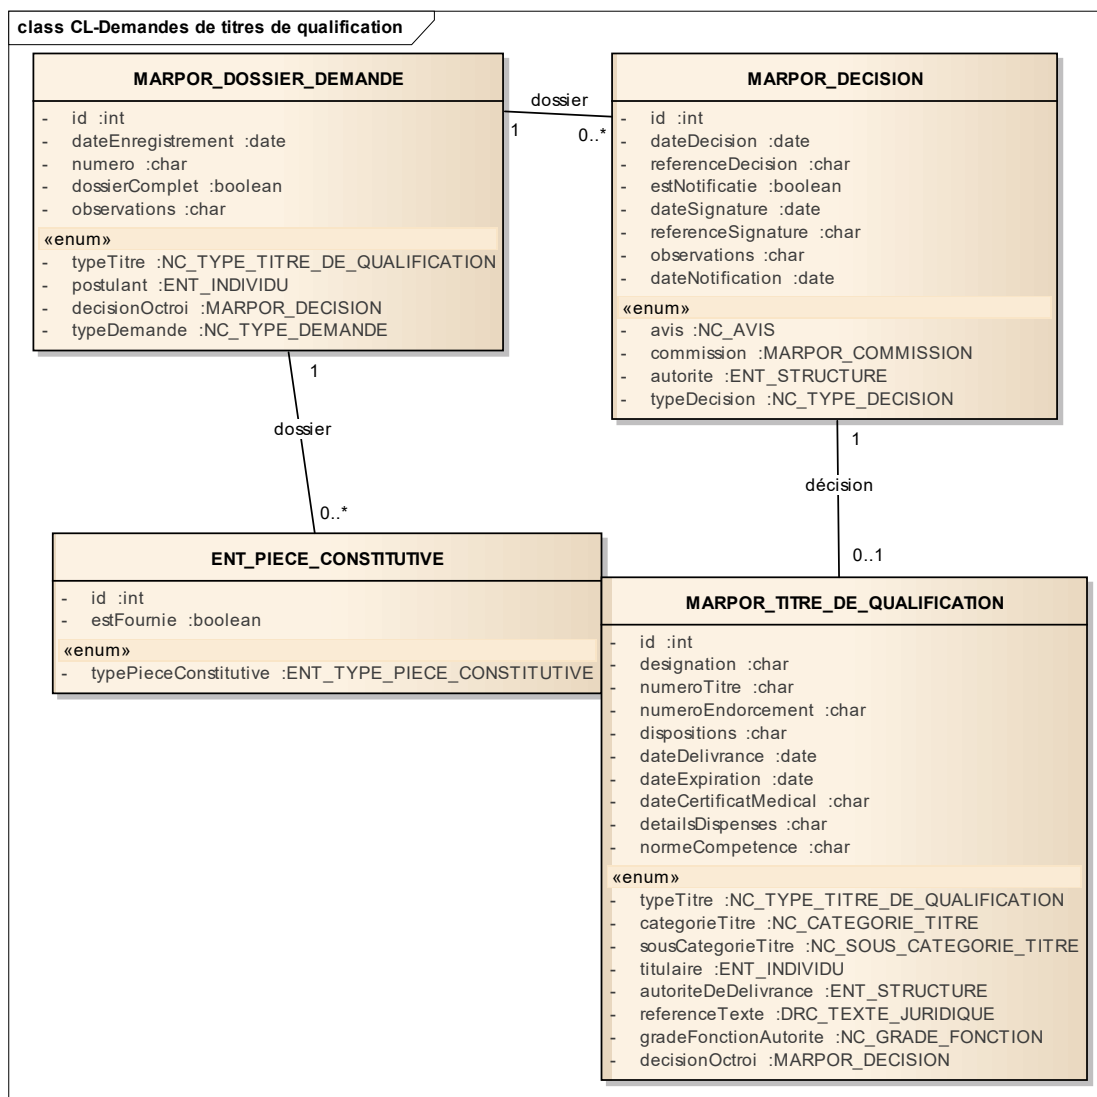 class CL-Demandes de titres de qualification
MARPOR_DOSSIER_DEMANDE
- id :int
- dateEnregistrement :date
- numero :char
- dossierComplet :boolean
- observations :char
«enum»
- typeTitre :NC_TYPE_TITRE_DE_QUALIFICATION
- postulant :ENT_INDIVIDU
- decisionOctroi :MARPOR_DECISION
- typeDemande :NC_TYPE_DEMANDE
dossier
1
0..*
MARPOR_DECISION
- id :int
- dateDecision :date
- referenceDecision :char
- estNotificatie :boolean
- dateSignature :date
- referenceSignature :char
- observations :char
- dateNotification :date
«enum»
- avis :NC_AVIS
- commission :MARPOR_COMMISSION
- autorite :ENT_STRUCTURE
- typeDecision :NC_TYPE_DECISION
1
dossier
0..*
1
décision
0..1
ENT_PIECE_CONSTITUTIVE
- id :int
- estFournie :boolean
«enum»
- typePieceConstitutive :ENT_TYPE_PIECE_CONSTITUTIVE
MARPOR_TITRE_DE_QUALIFICATION
- id :int
- designation :char
- numeroTitre :char
- numeroEndorcement :char
- dispositions :char
- dateDelivrance :date
- dateExpiration :date
- dateCertificatMedical :char
- detailsDispenses :char
- normeCompetence :char
«enum»
- typeTitre :NC_TYPE_TITRE_DE_QUALIFICATION
- categorieTitre :NC_CATEGORIE_TITRE
- sousCategorieTitre :NC_SOUS_CATEGORIE_TITRE
- titulaire :ENT_INDIVIDU
- autoriteDeDelivrance :ENT_STRUCTURE
- referenceTexte :DRC_TEXTE_JURIDIQUE
- gradeFonctionAutorite :NC_GRADE_FONCTION
- decisionOctroi :MARPOR_DECISION